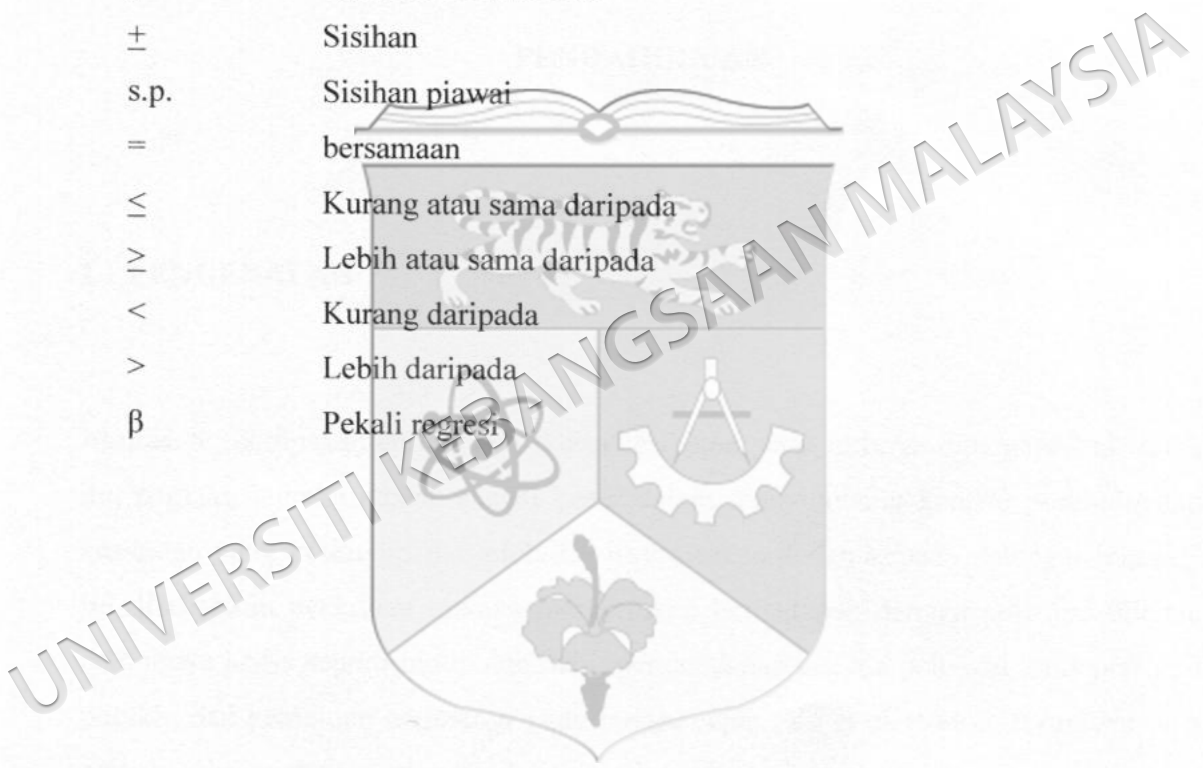 ± Sisihan
s.p. Sisihan piawai
= bersamaan
≤ Kurang atau sama daripada
≥ Lebih atau sama daripada
< Kurang daripada
> Lebih daripada
β Pekali regresi
UNIVERSITI KEBANGSAAN MALAYSIA